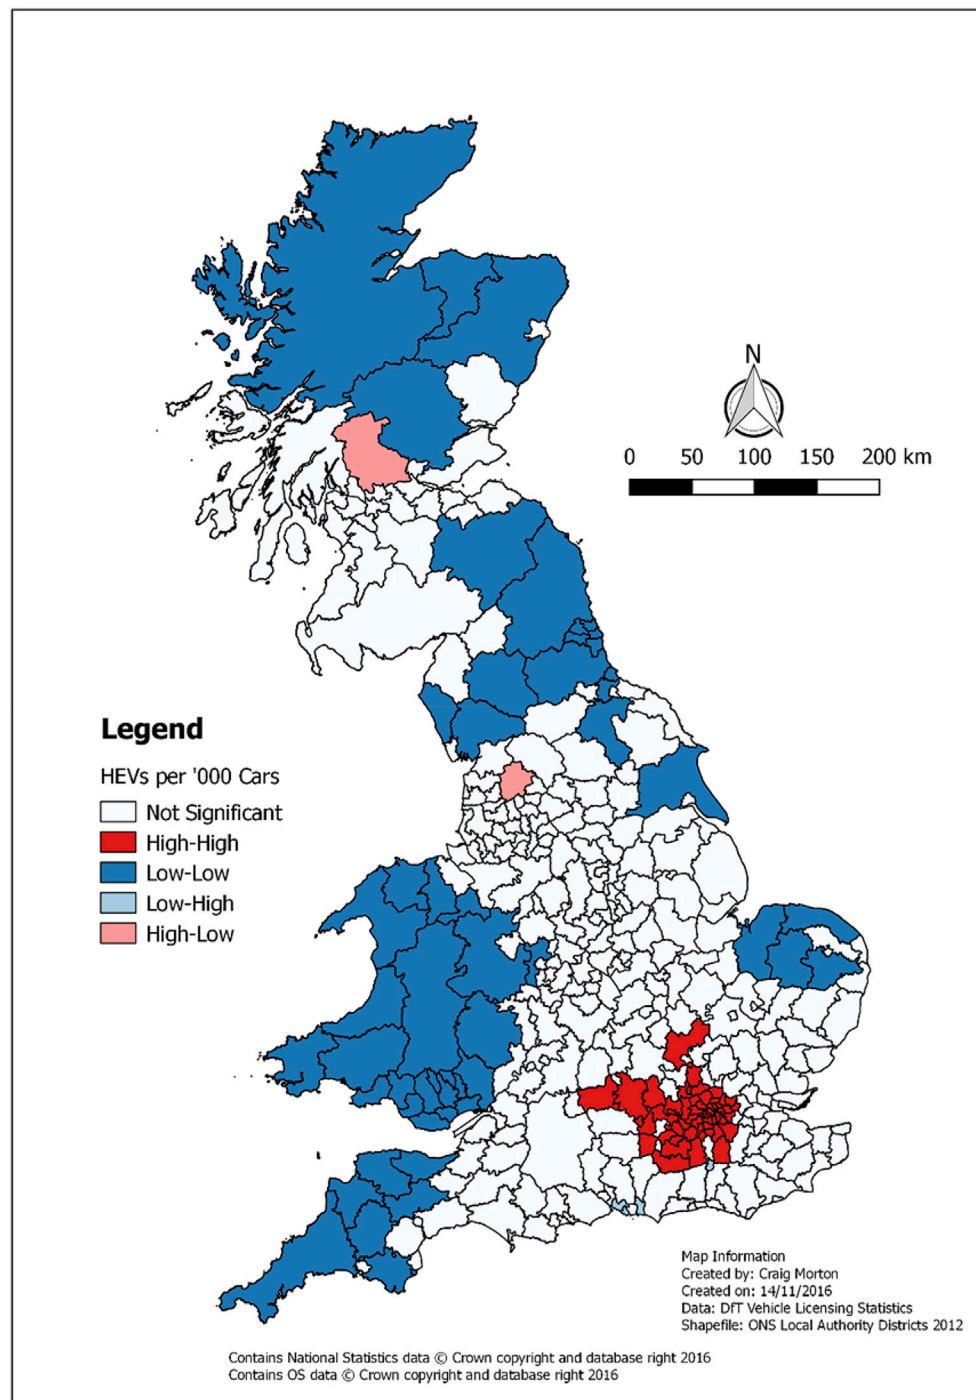 N
0 50 100 150 200 km
Legend
HEVs per '000 Cars
Not Significant
High-High
Low-Low
Low-High
High-Low
Map Information
Created by: Craig Morton
Created on: 14/11/2016
Data: DfT Vehicle Licensing Statistics
Shapefile: ONS Local Authority Districts 2012
Contains National Statistics data © Crown copyright and database right 2016
Contains OS data © Crown copyright and database right 2016